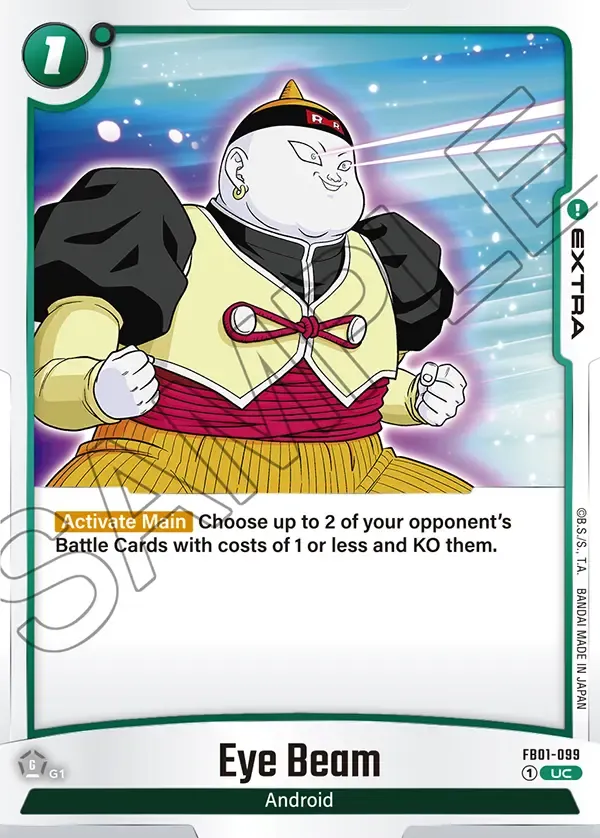 1
R R
! EXTRA
SAMPLE
Activate Main Choose up to 2 of your opponent's
Battle Cards with costs of 1 or less and KO them.
©B.S./S., T.A. BANDAI MADE IN JAPAN
G G1
Eye Beam
FB01-099
1 UC
Android